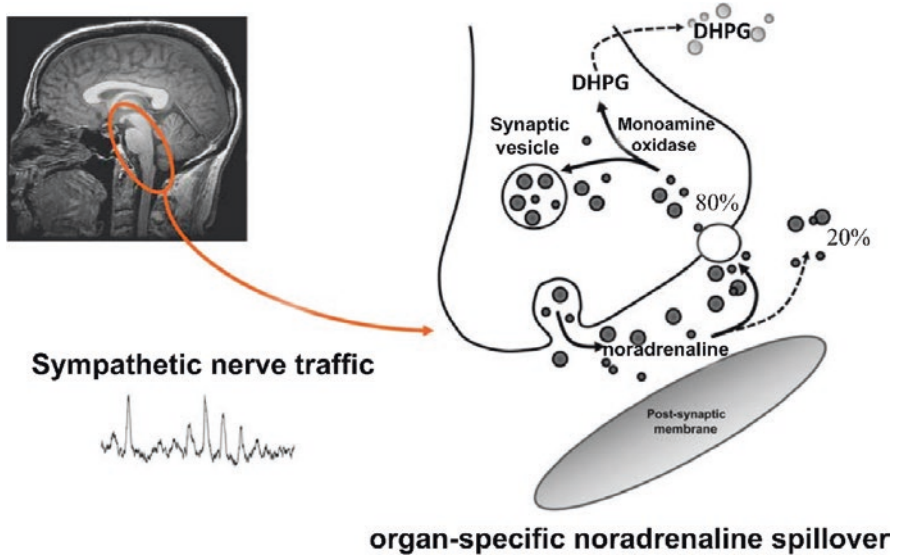 DHPG
DHPG
Synaptic
vesicle
Monoamine
oxidase
80%
20%
noradrenaline
Sympathetic nerve traffic
Post-synaptic
membrane
organ-specific noradrenaline spillover